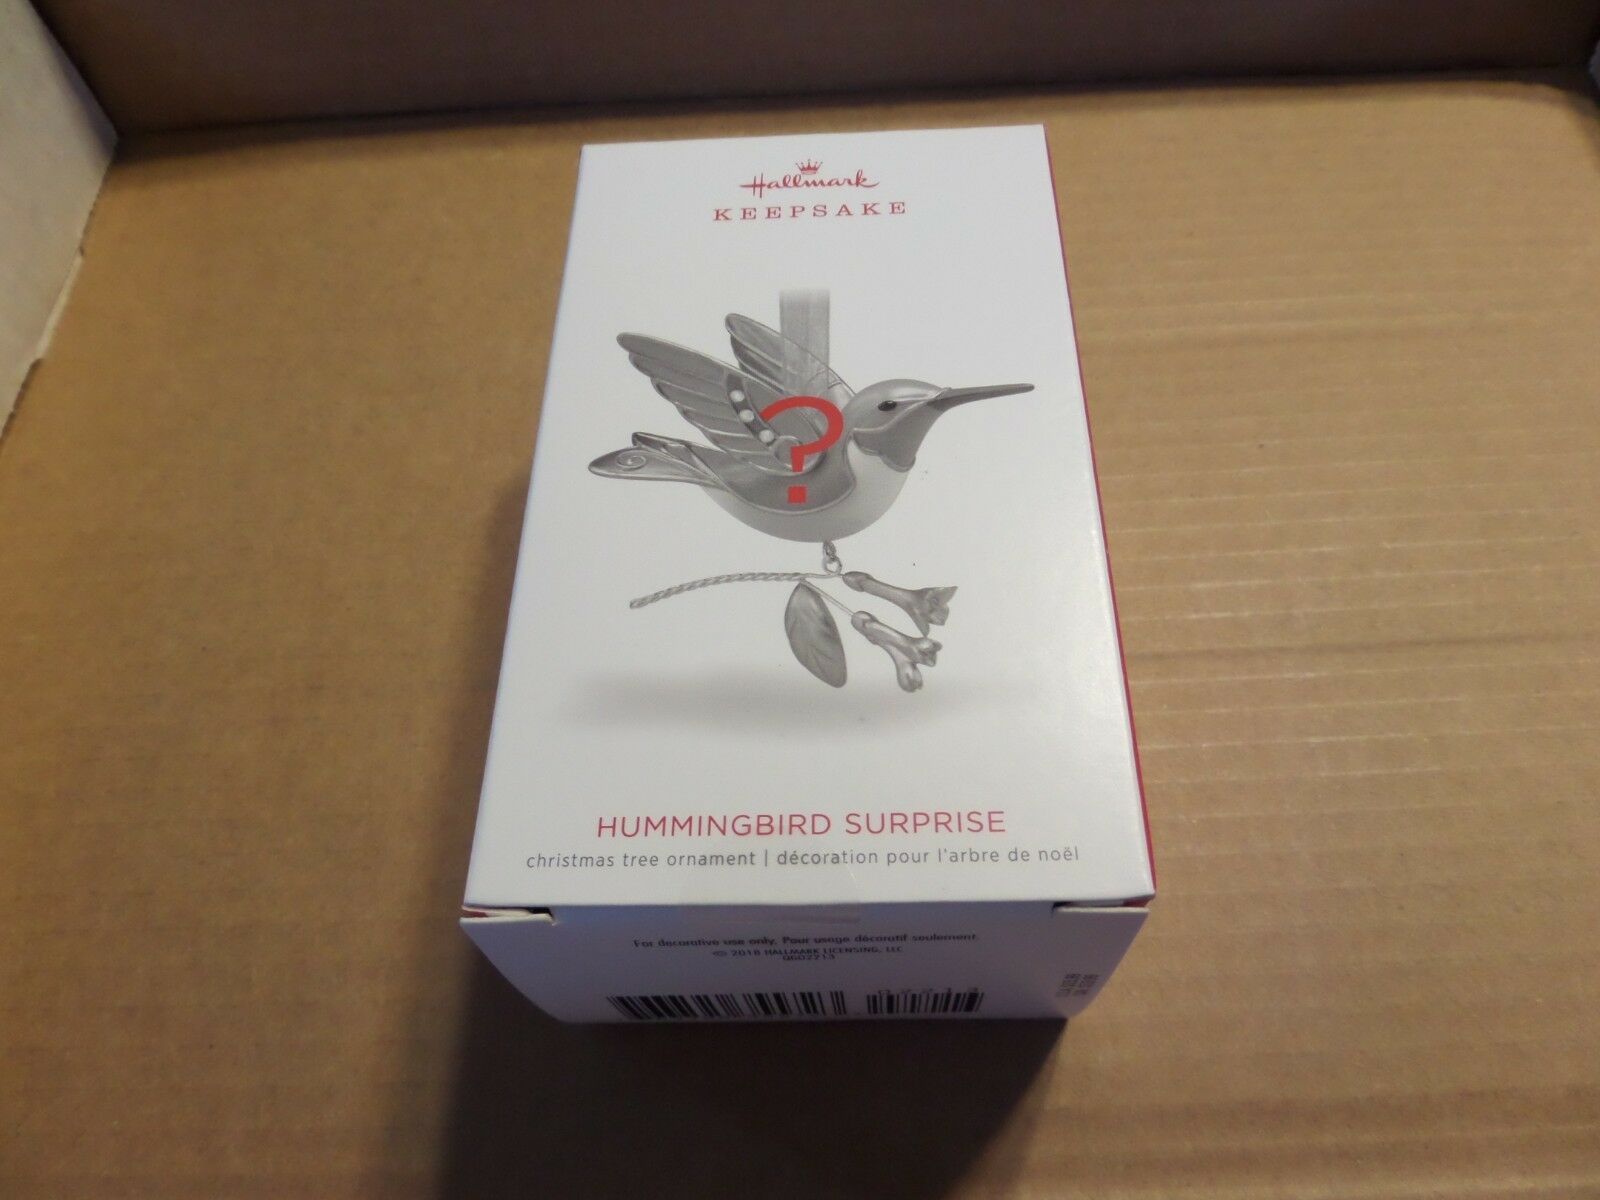 Hallmark
KEEPSAKE
?
HUMMINGBIRD SURPRISE
christmas tree ornament | décoration pour l'arbre de noël
For decorative use only. Pour usage décoratif seulement.
© 2018 HALLMARK LICENSING, LLC
QGO2213